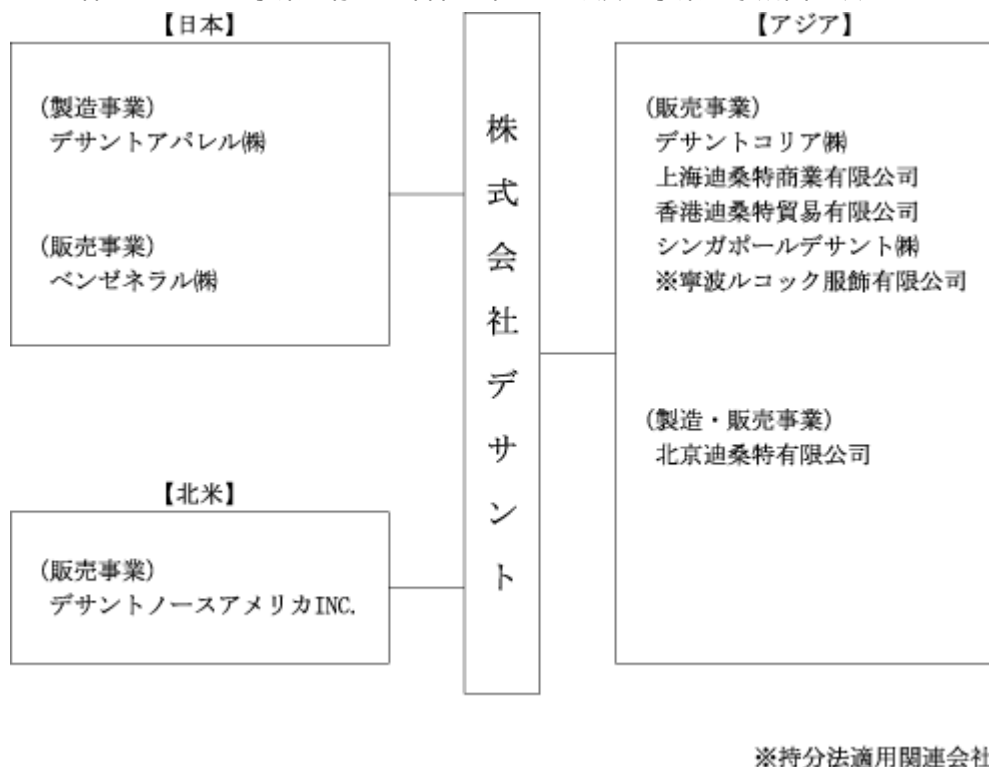 【日本】
(製造事業)
デサントアパレル㈱
(販売事業)
ベンゼネラル㈱
【北米】
(販売事業)
デサントノースアメリカINC.
株式会社デサント
【アジア】
(販売事業)
デサントコリア㈱
上海迪桑特商業有限公司
香港迪桑特貿易有限公司
シンガポールデサント㈱
※寧波ルコック服飾有限公司
(製造・販売事業)
北京迪桑特有限公司
※持分法適用関連会社